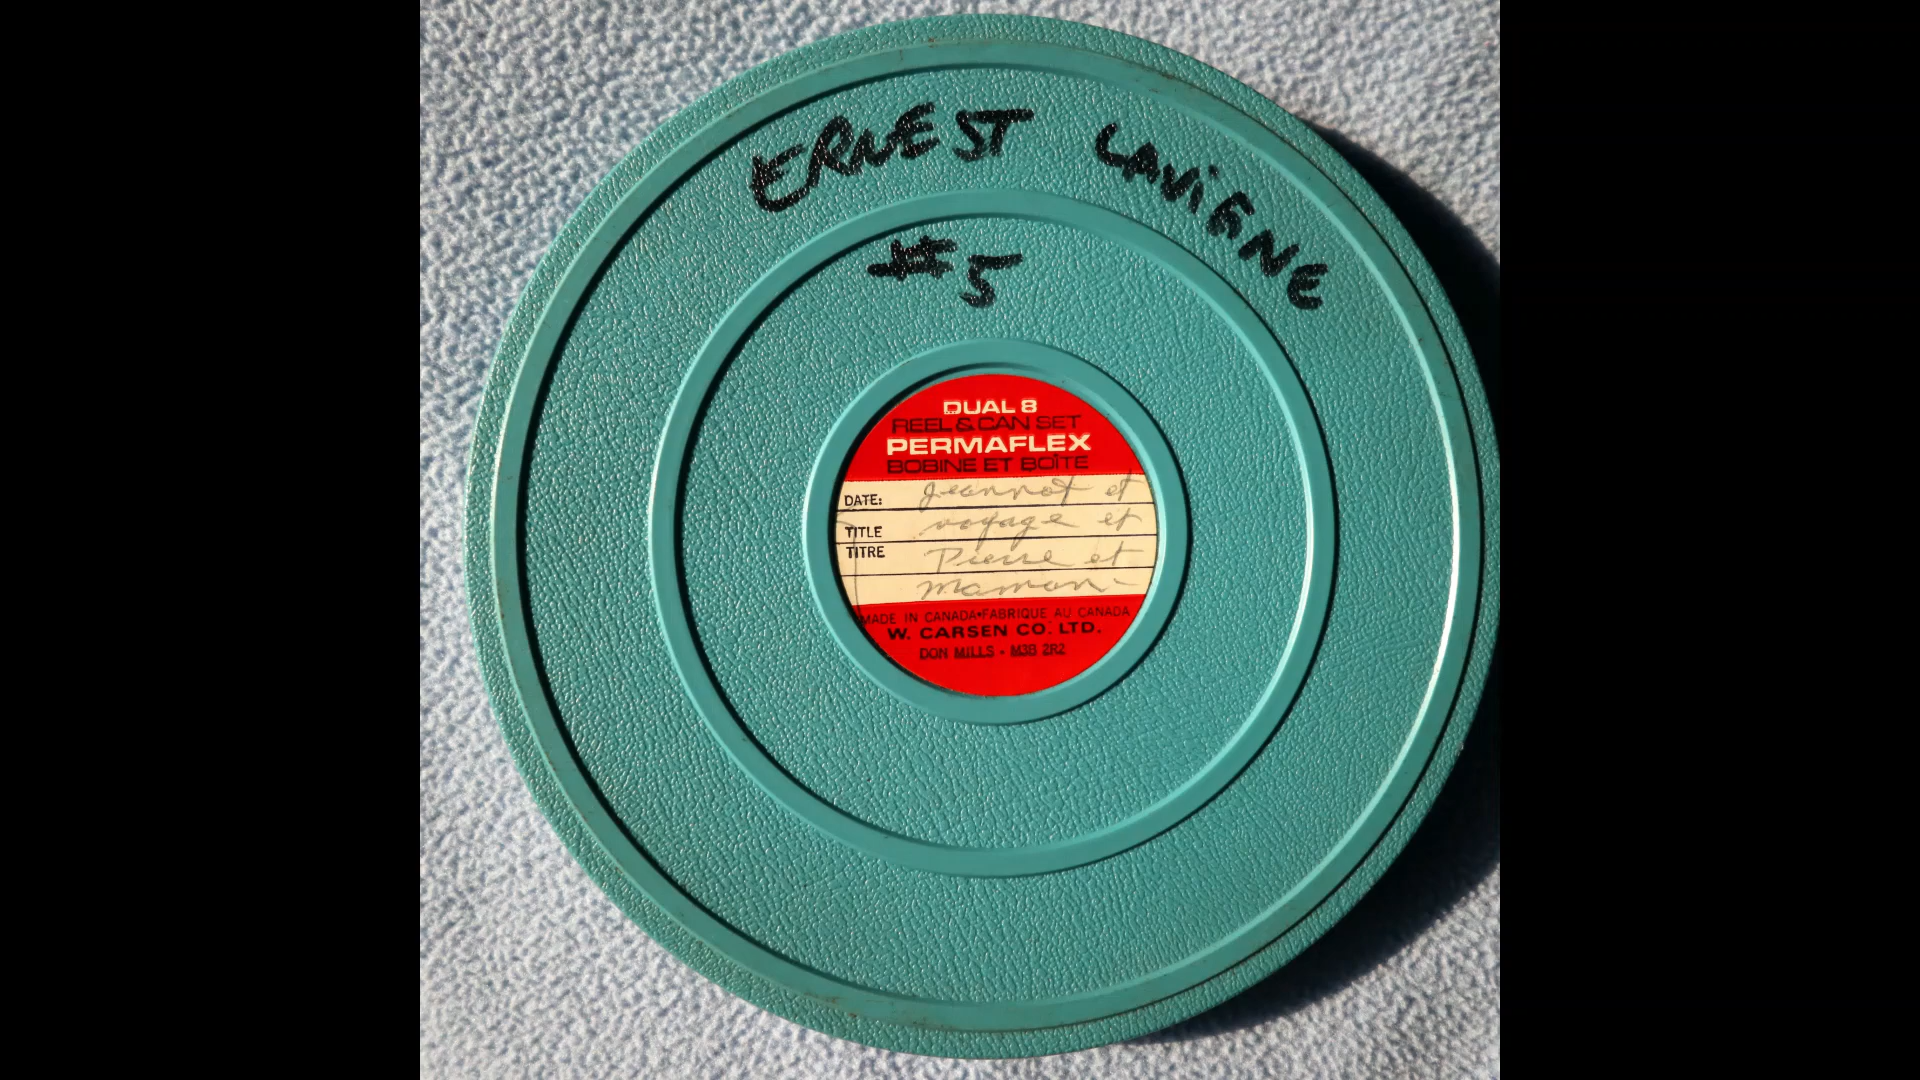 ERNEST LAVIGNE
#5
DUAL 8
REEL & CAN SET
PERMAFLEX
BOBINE ET BOÎTE
DATE: Jeannot et
TITLE voyage et
TITRE Pierre et
maman-
MADE IN CANADA•FABRIQUE AU CANADA
W. CARSEN CO. LTD.
DON MILLS - M3B 2R2